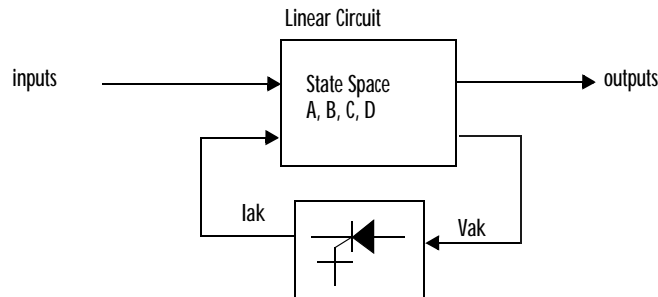 Linear Circuit
inputs
State Space
A, B, C, D
outputs
Iak
Vak